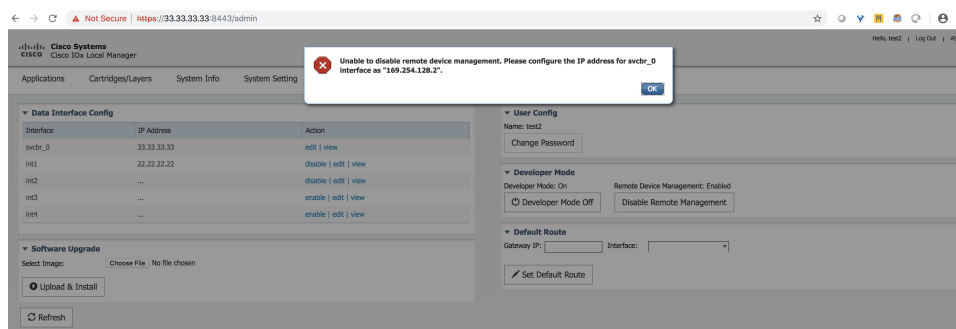 Not Secure | https://33.33.33.33:8443/admin
M
Hello, test2 | Log Out |
Cisco Systems
CISCO Cisco IOx Local Manager
Unable to disable remote device management. Please configure the IP address for svcbr_0
interface as "169.254.128.2".
OK
Applications Cartridges/Layers System Info System Setting
Data Interface Config
Interface IP Address Action
svcbr_0 33.33.33.33 edit | view
int1 22.22.22.22 disable | edit | view
int2 ... disable | edit | view
int3 ... enable | edit | view
int4 ... enable | edit | view
Software Upgrade
Select Image: Choose File No file chosen
Upload & Install
Refresh
User Config
Name: test2
Change Password
Developer Mode
Developer Mode: On Remote Device Management: Enabled
Developer Mode Off Disable Remote Management
Default Route
Gateway IP: Interface:
Set Default Route